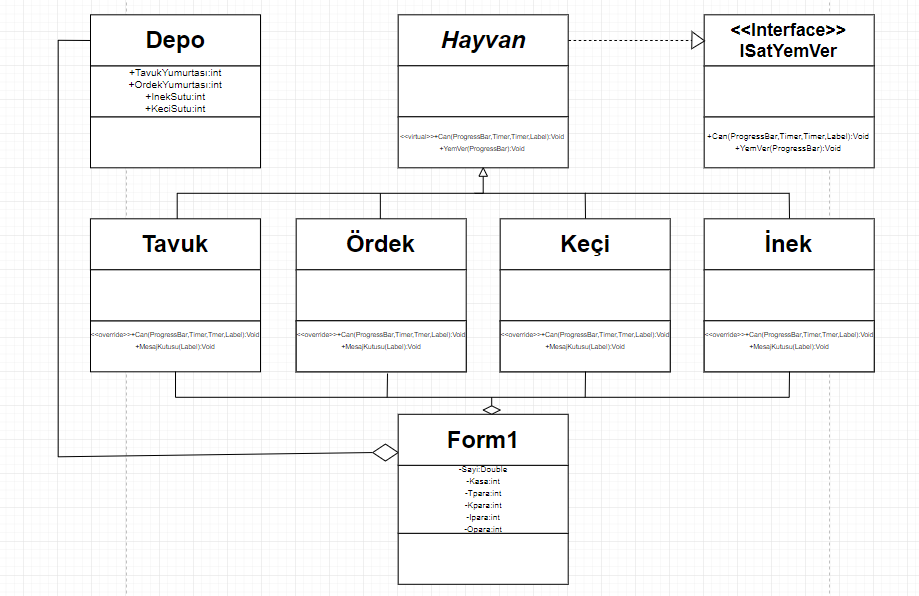 Depo
+TavukYumurtası:int
+OrdekYumurtası:int
+InekSutu:int
+KeciSutu:int
Hayvan
<<virtual>>+Can(ProgressBar,Timer,Timer,Label):Void
+YemVer(ProgressBar):Void
<<Interface>>
ISatYemVer
+Can(ProgressBar,Timer,Timer,Label):Void
+YemVer(ProgressBar):Void
Tavuk
<<override>>+Can(ProgressBar,Timer,Tmer,Label):Void
+MesajKutusu(Label):Void
Ördek
<<override>>+Can(ProgressBar,Timer,Tmer,Label):Void
+MesajKutusu(Label):Void
Keçi
<<override>>+Can(ProgressBar,Timer,Tmer,Label):Void
+MesajKutusu(Label):Void
İnek
<<override>>+Can(ProgressBar,Timer,Tmer,Label):Void
+MesajKutusu(Label):Void
Form1
-Sayi:Double
-Kasa:int
-Tpara:int
-Kpara:int
-Ipara:int
-Opara:int